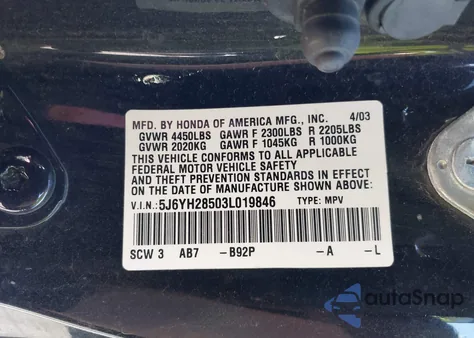 MFD. BY HONDA OF AMERICA MFG., INC. 4/03
GVWR 4450LBS GAWR F 2300LBS R 2205LBS
GVWR 2020KG GAWR F 1045KG R 1000KG
THIS VEHICLE CONFORMS TO ALL APPLICABLE
FEDERAL MOTOR VEHICLE SAFETY
AND THEFT PREVENTION STANDARDS IN EFFECT
ON THE DATE OF MANUFACTURE SHOWN ABOVE.
V.I.N.: 5J6YH28503L019846 TYPE: MPV
SCW 3 AB7 -B92P -A -L
autoSnap